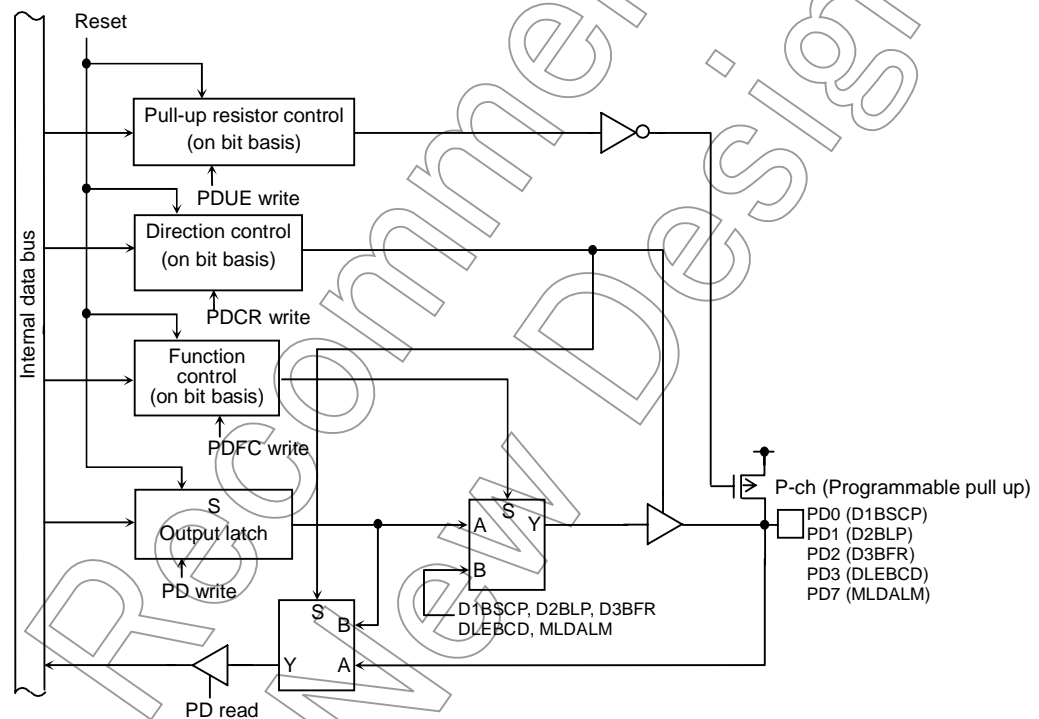 Reset
Internal data bus
Pull-up resistor control
(on bit basis)
PDUE write
Direction control
(on bit basis)
PDCR write
Function
control
(on bit basis)
PDFC write
S
Output latch
PD write
A
S
Y
B
P-ch (Programmable pull up)
PD0 (D1BSCP)
PD1 (D2BLP)
PD2 (D3BFR)
PD3 (DLEBCD)
PD7 (MLDALM)
D1BSCP, D2BLP, D3BFR
DLEBCD, MLDALM
S
B
Y
A
PD read
Recommen
New Design